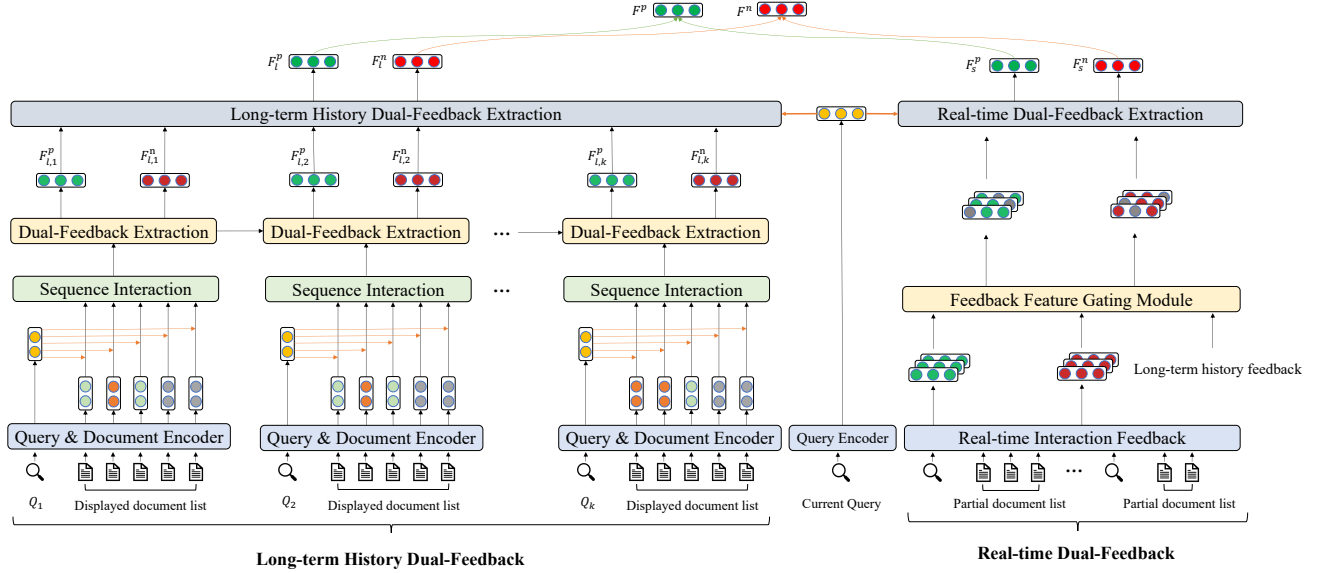 F^p F^n
F_l^p F_l^n F_s^p F_s^n
Long-term History Dual-Feedback Extraction
Real-time Dual-Feedback Extraction
F_{l,1}^p F_{l,1}^n F_{l,2}^p F_{l,2}^n F_{l,k}^p F_{l,k}^n
Dual-Feedback Extraction Dual-Feedback Extraction ... Dual-Feedback Extraction
Sequence Interaction Sequence Interaction ... Sequence Interaction
Feedback Feature Gating Module
Long-term history feedback
Query & Document Encoder Query & Document Encoder Query & Document Encoder Query Encoder Real-time Interaction Feedback
...
Q_1 Displayed document list Q_2 Displayed document list Q_k Displayed document list Current Query Partial document list Partial document list
Long-term History Dual-Feedback
Real-time Dual-Feedback